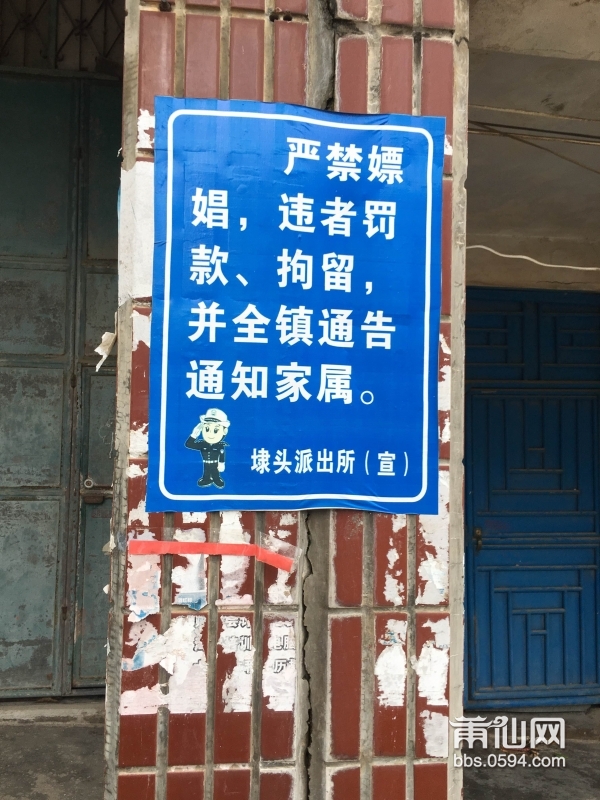 严禁嫖
娼，违者罚
款、拘留，
并全镇通告
通知家属。
埭头派出所（宣）
莆仙网
bbs.0594.com